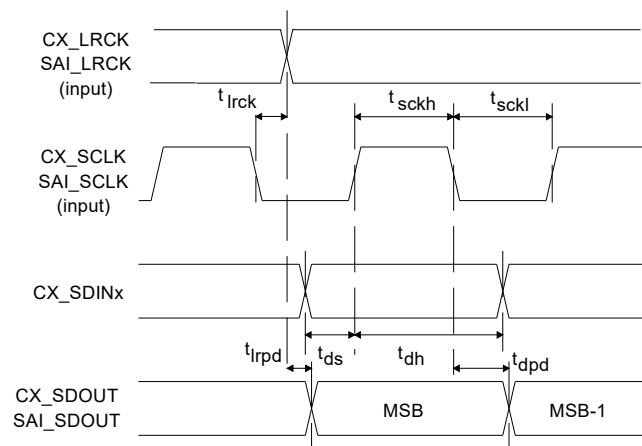 CX_LRCK
SAI_LRCK
(input)
t lrck
t sckh
t sckl
CX_SCLK
SAI_SCLK
(input)
CX_SDINx
t lrpd
t ds
t dh
t dpd
CX_SDOUT
SAI_SDOUT
MSB
MSB-1